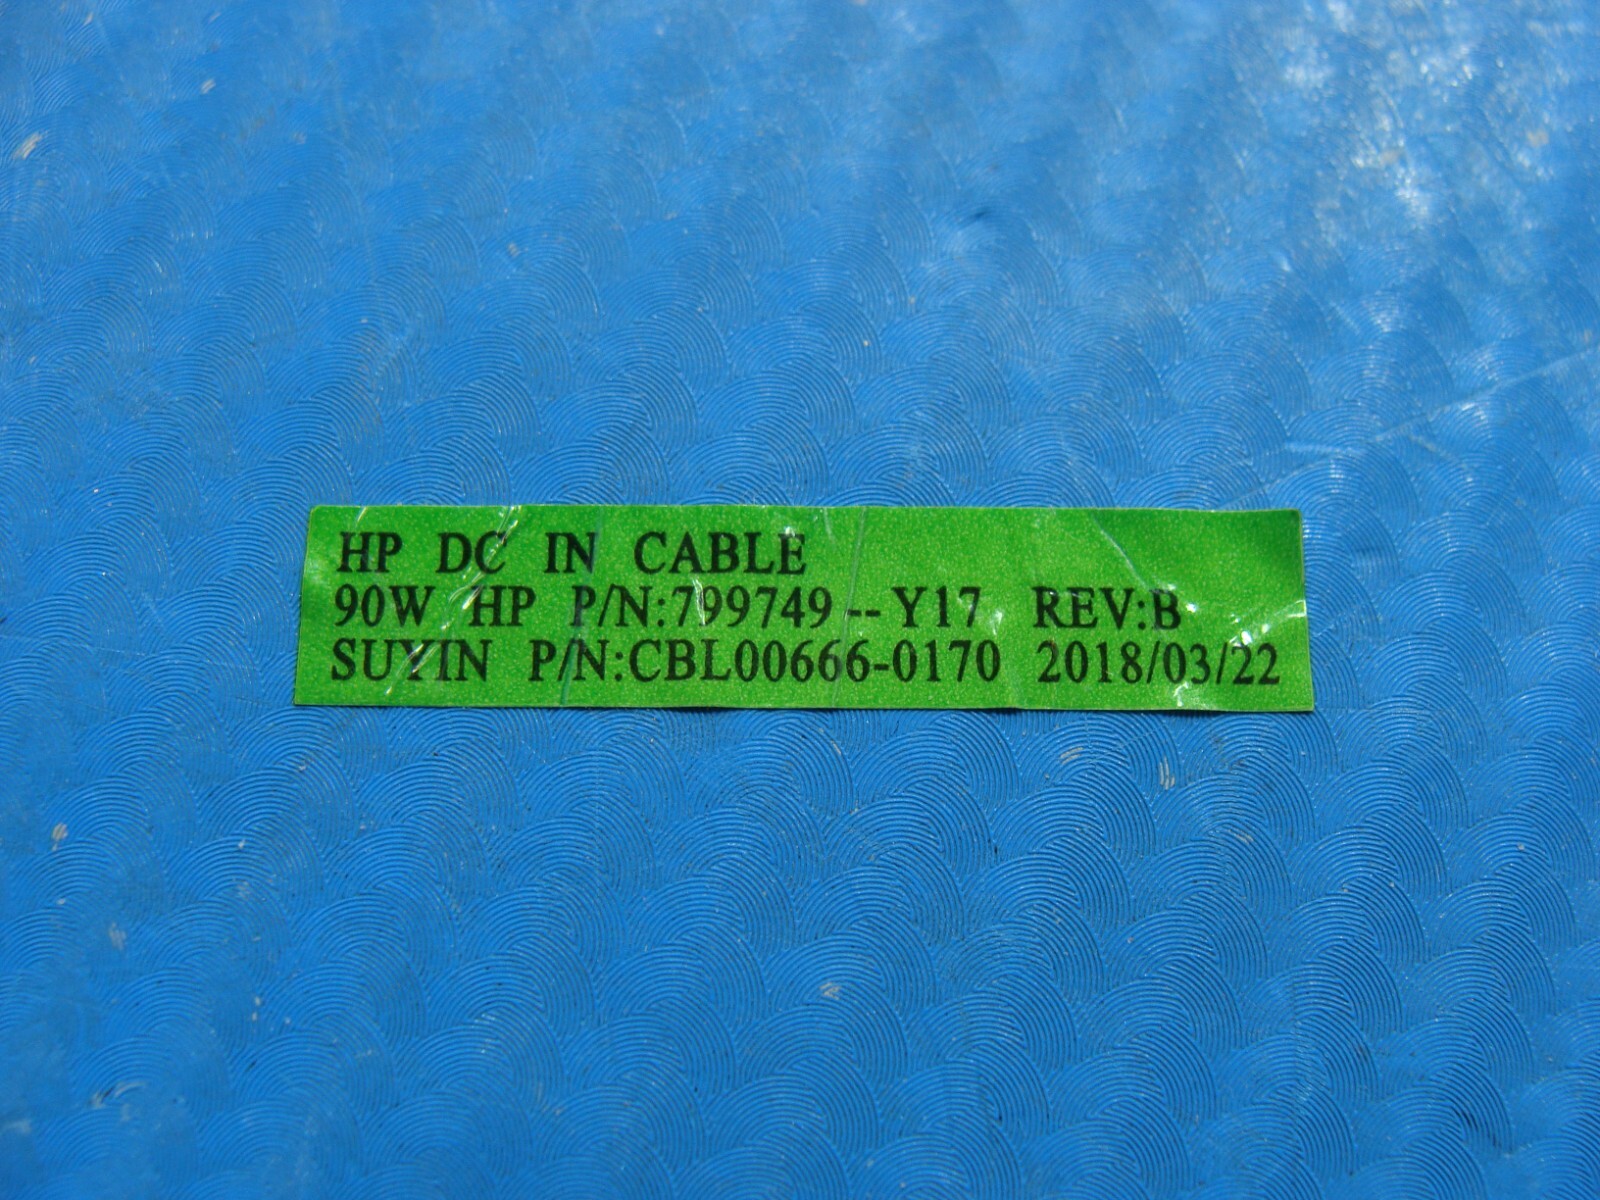 HP DC IN CABLE
90W HP P/N:799749--Y17 REV:B
SUYIN P/N:CBL00666-0170 2018/03/22